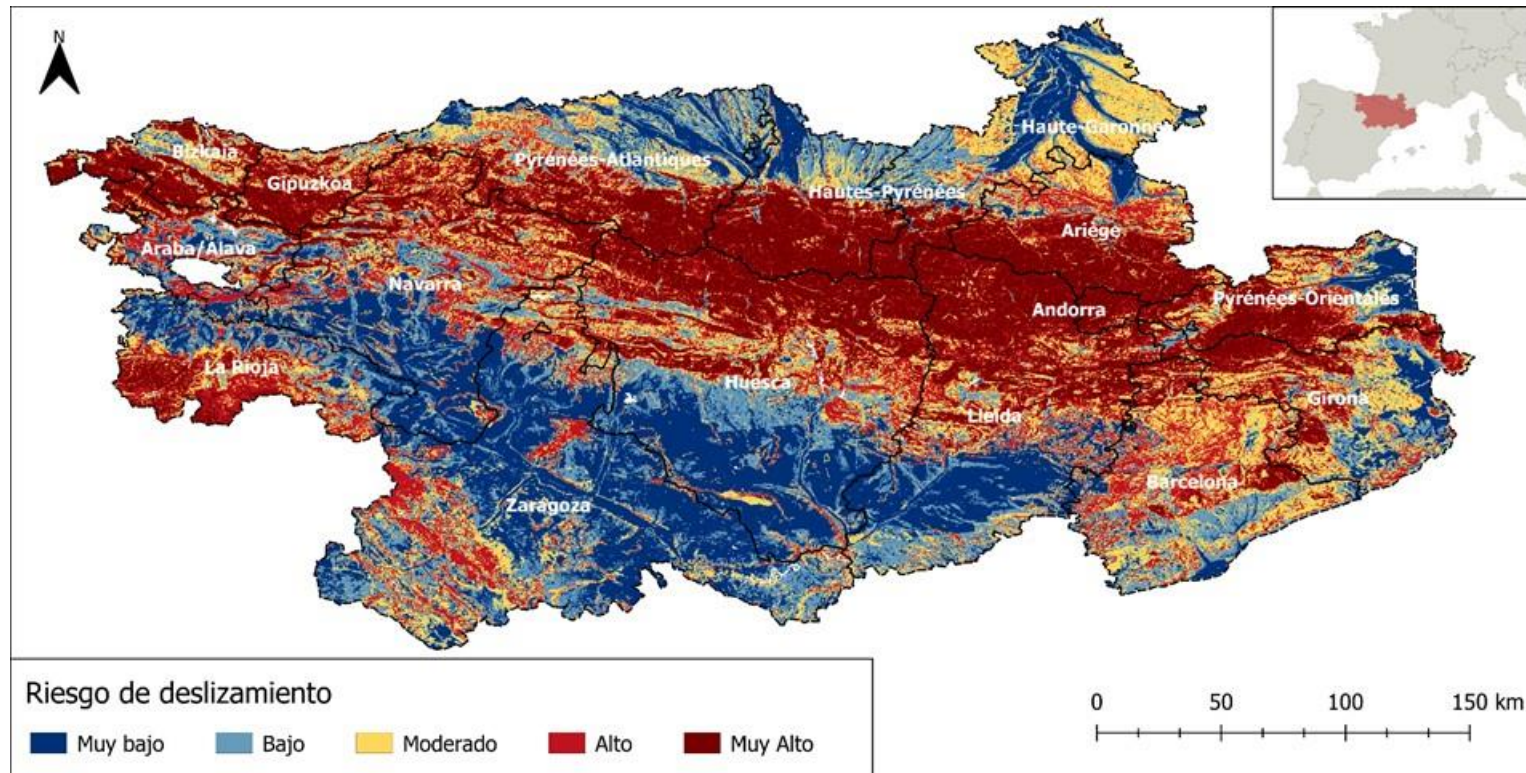 N
Bizkaia
Gipuzkoa
Pyrénées-Atlantiques
Hautes-Pyrénées
Haute-Garonne
Araba/Álava
Navarra
Ariége
Andorra
Pyrénées-Orientales
La Rioja
Huesca
Lleida
Girona
Zaragoza
Barcelona
Riesgo de deslizamiento
Muy bajo Bajo Moderado Alto Muy Alto
0 50 100 150 km